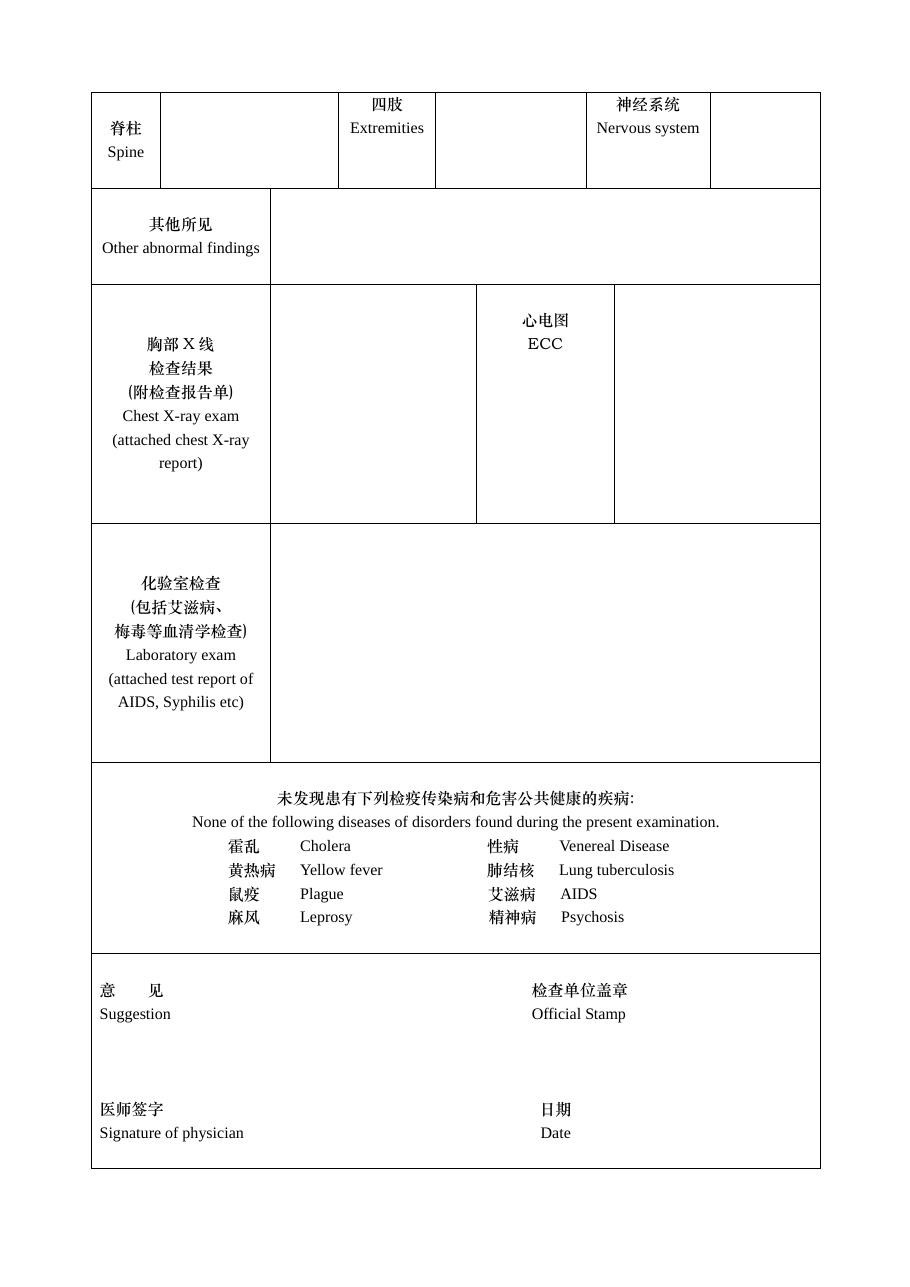 脊柱
Spine
四肢
Extremities
神经系统
Nervous system
其他所见
Other abnormal findings
胸部 X 线
检查结果
(附检查报告单)
Chest X-ray exam
(attached chest X-ray
report)
心电图
ECC
化验室检查
(包括艾滋病、
梅毒等血清学检查)
Laboratory exam
(attached test report of
AIDS, Syphilis etc)
未发现患有下列检疫传染病和危害公共健康的疾病:
None of the following diseases of disorders found during the present examination.
霍乱 Cholera 性病 Venereal Disease
黄热病 Yellow fever 肺结核 Lung tuberculosis
鼠疫 Plague 艾滋病 AIDS
麻风 Leprosy 精神病 Psychosis
意 见 检查单位盖章
Suggestion Official Stamp
医师签字 日期
Signature of physician Date